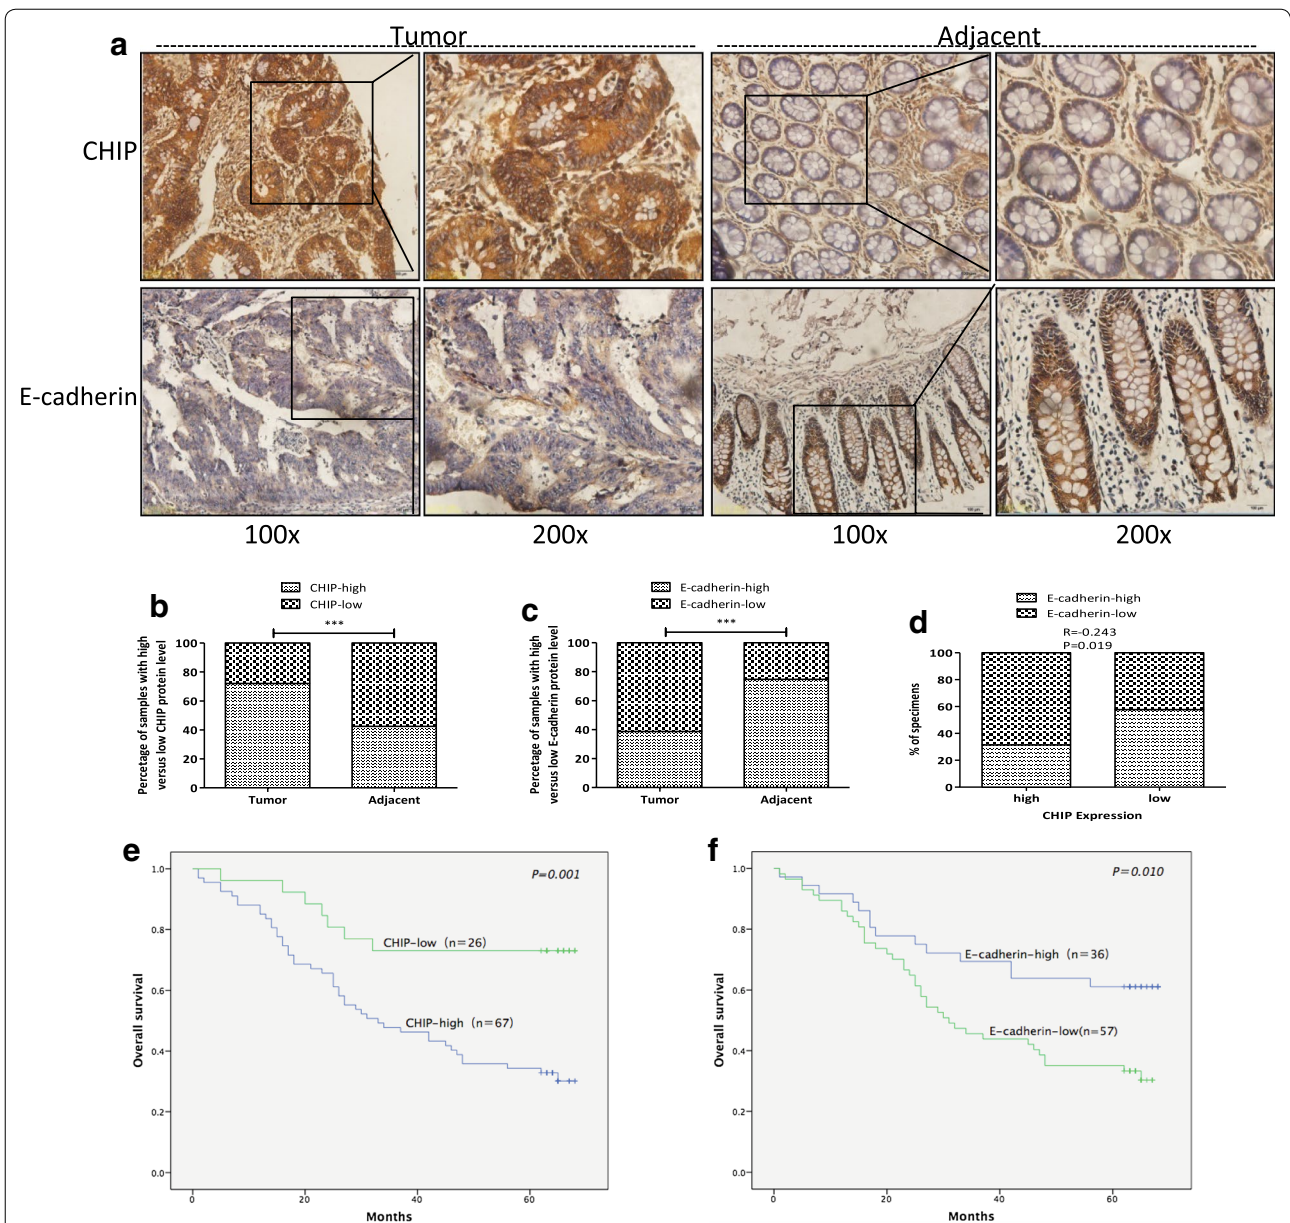 a
Tumor
Adjacent
CHIP
E-cadherin
100x
200x
100x
200x
b
CHIP-high
CHIP-low
***
Percetage of samples with high
versus low CHIP protein level
100
80
60
40
20
0
Tumor
Adjacent
c
E-cadherin-high
E-cadherin-low
***
Percetage of samples with high
versus low E-cadherin protein level
100
80
60
40
20
0
Tumor
Adjacent
d
E-cadherin-high
E-cadherin-low
R=-0.243
P=0.019
% of specimens
100
80
60
40
20
0
high
low
CHIP Expression
e
P=0.001
CHIP-low (n=26)
CHIP-high (n=67)
Overall survival
1.0
0.8
0.6
0.4
0.2
0.0
0
20
40
60
Months
f
P=0.010
E-cadherin-high (n=36)
E-cadherin-low(n=57)
Overall survival
1.0
0.8
0.6
0.4
0.2
0.0
0
20
40
60
Months